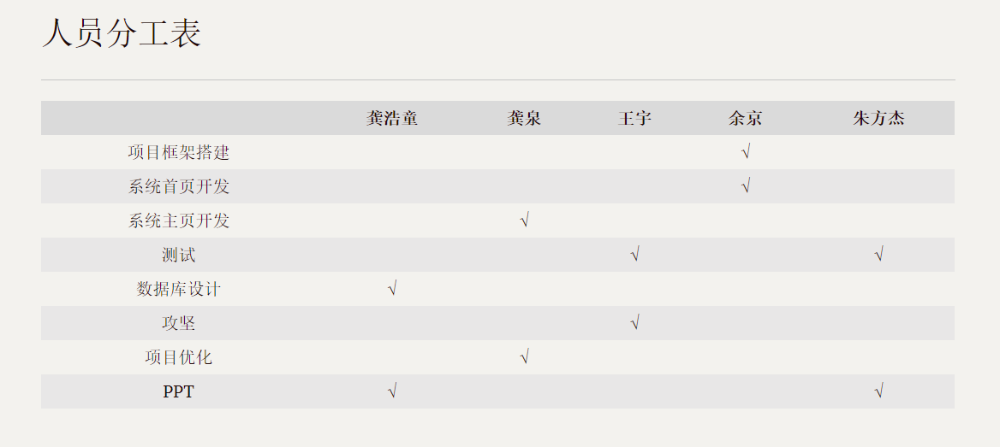 人员分工表
龚浩童 龚泉 王宇 余京 朱方杰
项目框架搭建 √
系统首页开发 √
系统主页开发 √
测试 √ √
数据库设计 √
攻坚 √
项目优化 √
PPT √ √